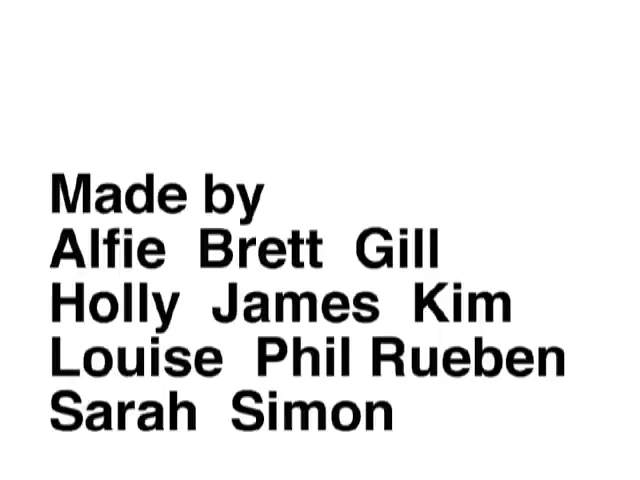 Made by
Alfie Brett Gill
Holly James Kim
Louise Phil Rueben
Sarah Simon